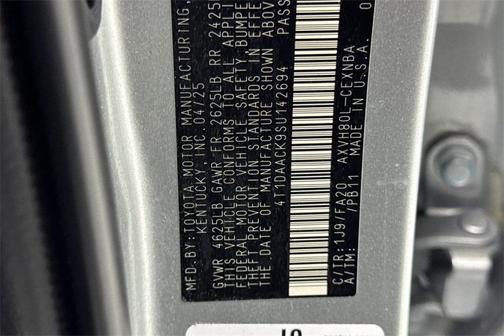 MFD.BY:TOYOTA MOTOR MANUFACTURING,
KENTUCKY,INC. 04/25
GVWR 4625LB GAWR FR 2625LB RR 2425
THIS VEHICLE CONFORMS TO ALL APPLI
FEDERAL MOTOR VEHICLE SAFETY, BUMPE
THEFT PREVENTION STANDARDS IN EFFE
THE DATE OF MANUFACTURE SHOWN ABOV
4T1DAACK9SU142694 PASS
C/TR:1J9/FA20 AXVH80L-CEXNBA
A/TM: /PB11 MADE IN U.S.A.